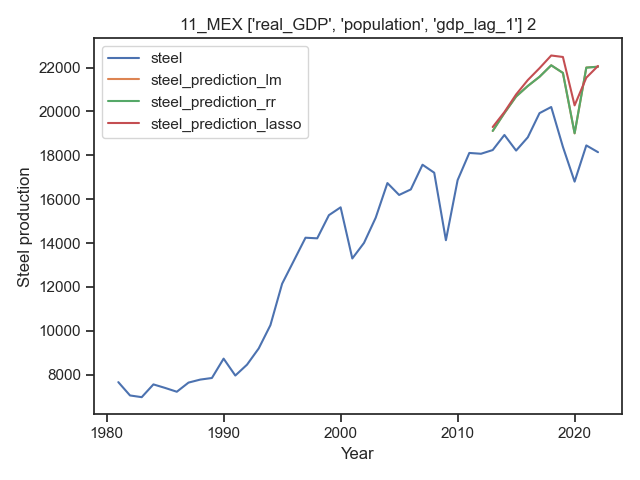 11_MEX ['real_GDP', 'population', 'gdp_lag_1'] 2
steel
steel_prediction_lm
steel_prediction_rr
steel_prediction_lasso
22000
20000
18000
16000
14000
12000
10000
8000
Steel production
1980
1990
2000
2010
2020
Year